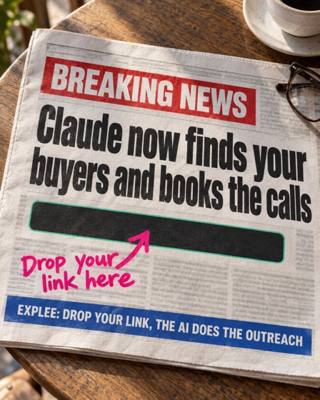 BREAKING NEWS
Claude now finds your
buyers and books the calls
Drop your
link here
EXPLEE: DROP YOUR LINK, THE AI DOES THE OUTREACH